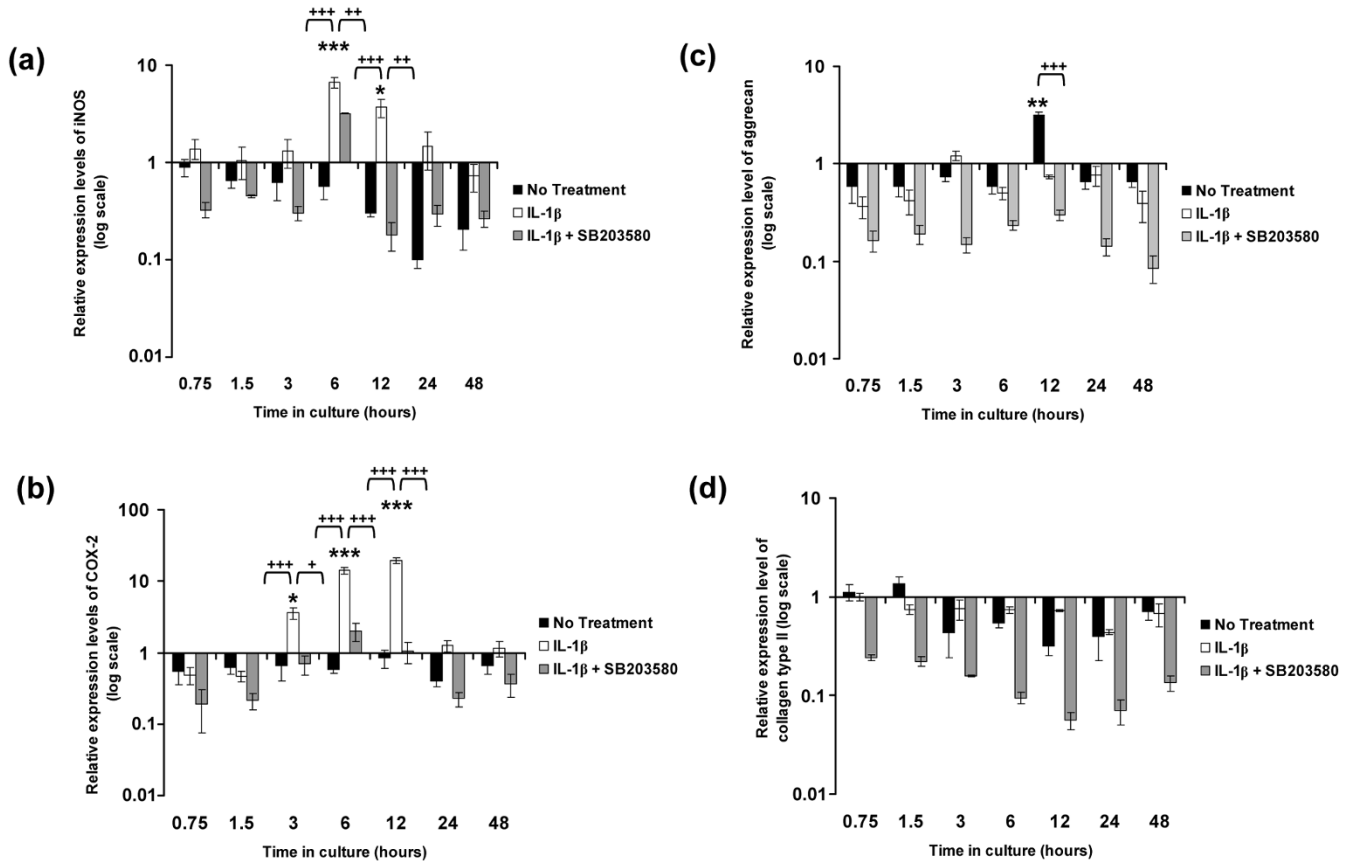 (a)
+++ ++
***
+++ ++
*
Relative expression levels of iNOS
(log scale)
10
1
0.1
0.01
0.75 1.5 3 6 12 24 48
Time in culture (hours)
No Treatment
IL-1β
IL-1β + SB203580
(c)
+++
**
Relative expression level of aggrecan
(log scale)
10
1
0.1
0.01
0.75 1.5 3 6 12 24 48
Time in culture (hours)
No Treatment
IL-1β
IL-1β + SB203580
(b)
+++ +++
***
+++ +++
***
+++ +
*
Relative expression levels of COX-2
(log scale)
100
10
1
0.1
0.01
0.75 1.5 3 6 12 24 48
Time in culture (hours)
No Treatment
IL-1β
IL-1β + SB203580
(d)
Relative expression level of
collagen type II (log scale)
10
1
0.1
0.01
0.75 1.5 3 6 12 24 48
Time in culture (hours)
No Treatment
IL-1β
IL-1β + SB203580